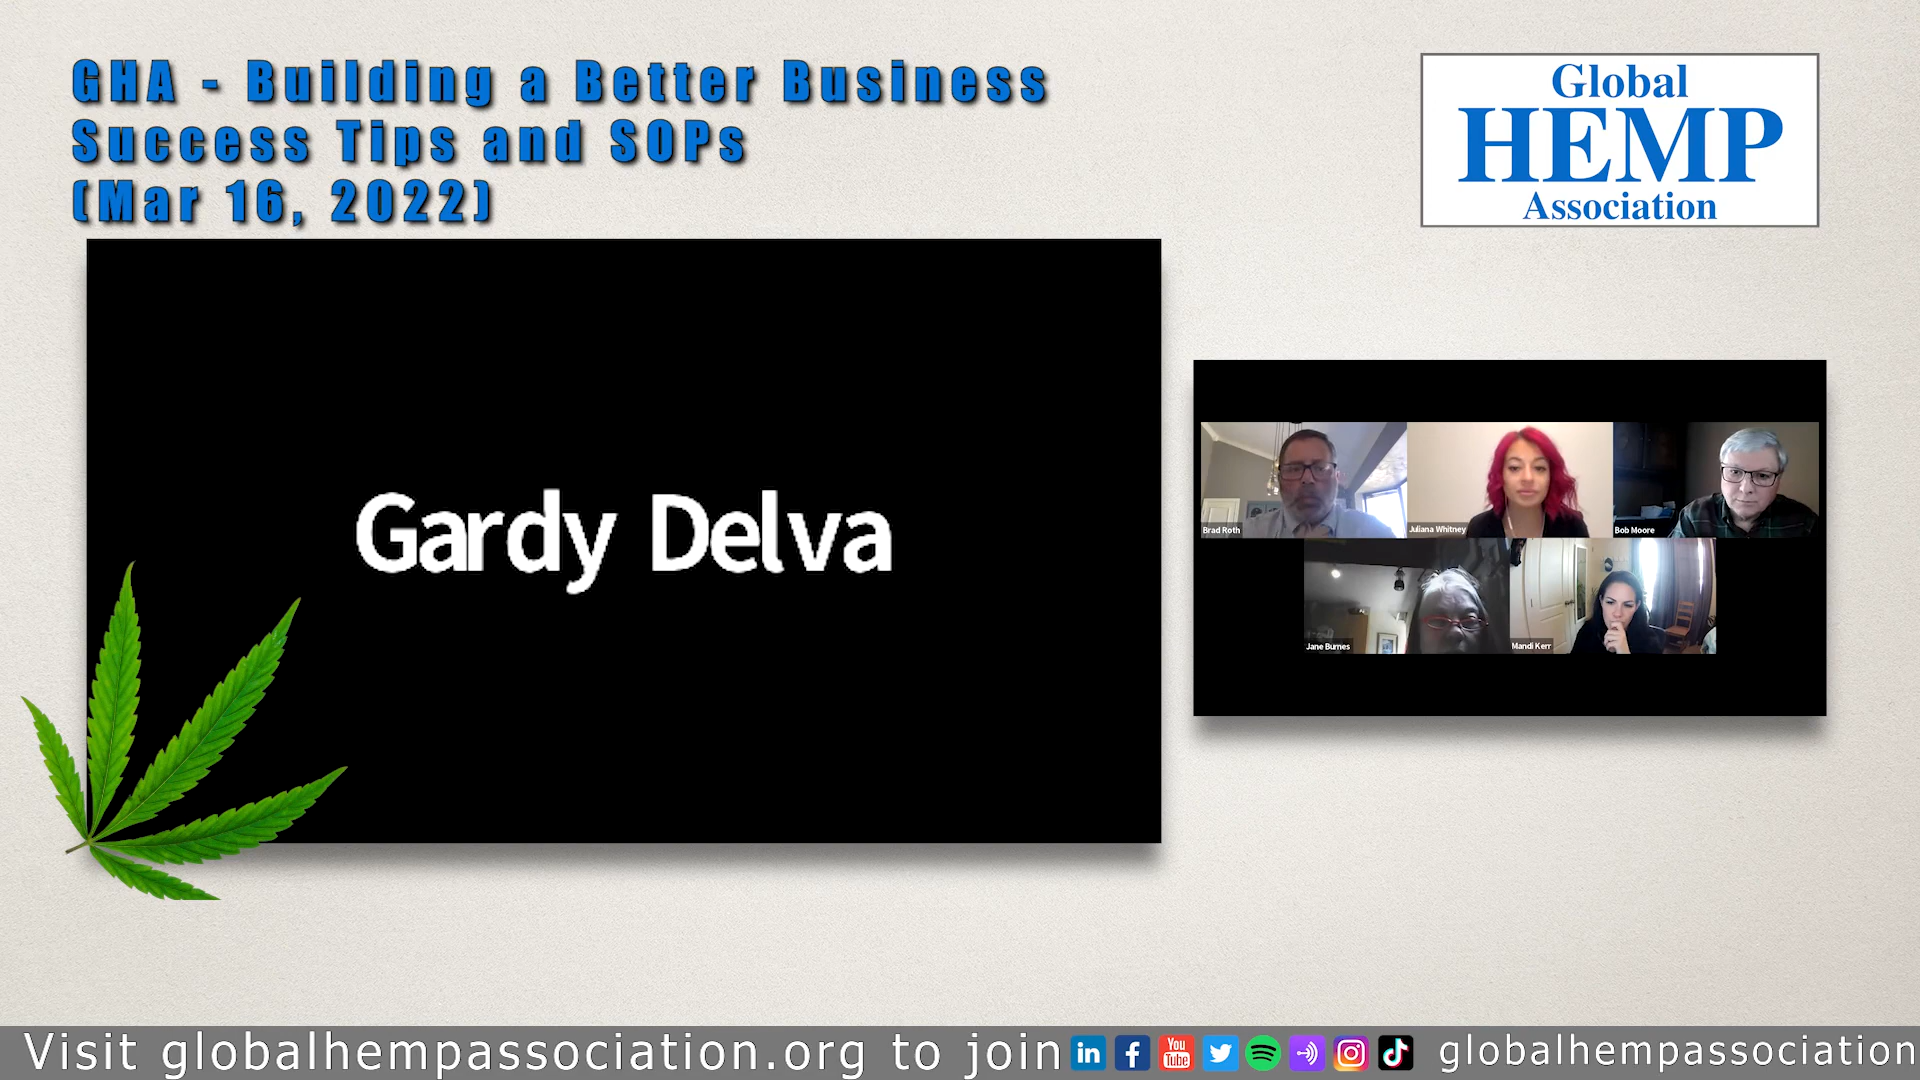 GHA - Building a Better Business
Success Tips and SOPs
(Mar 16, 2022)
Global
HEMP
Association
Gardy Delva
Brad Roth
Juliana Whitney
Bob Moore
Jane Burnes
Mandi Kerr
Visit globalhempassociation.org to join
in
f
You
Tube
globalhempassociation